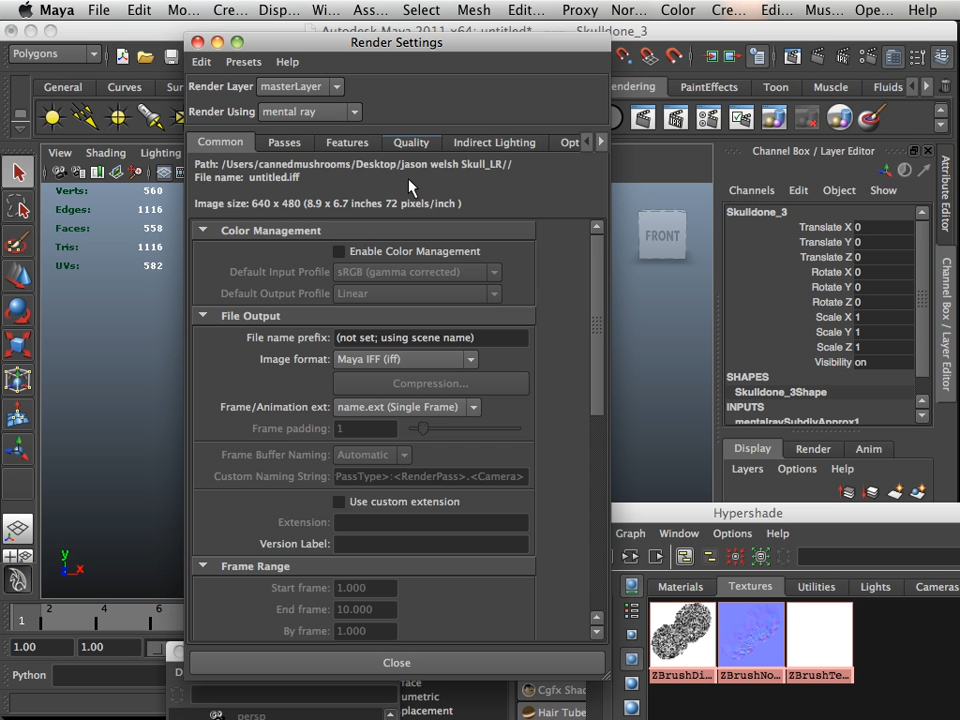 Maya File Edit Mo... Cre... Disp... Wi... Ass... Select Mesh Edit... Proxy Nor... Color Cre... Edi... Mus... Ope... Help
Autodesk Maya 2011 x64: untitled* Skulldone_3
Render Settings
Polygons
Edit Presets Help
Render Layer masterLayer
Render Using mental ray
General Curves Sur
endering PaintEffects Toon Muscle Fluids
Common Passes Features Quality Indirect Lighting Opt
View Shading Lighting
Path: /Users/cannedmushrooms/Desktop/jason welsh Skull_LR//
File name: untitled.iff
Image size: 640 x 480 (8.9 x 6.7 inches 72 pixels/inch )
Verts: 560
Edges: 1116
Faces: 558
Tris: 1116
UVs: 582
Color Management
Enable Color Management
Default Input Profile sRGB (gamma corrected)
Default Output Profile Linear
File Output
File name prefix: (not set; using scene name)
Image format: Maya IFF (iff)
Compression...
Frame/Animation ext: name.ext (Single Frame)
Frame padding: 1
Frame Buffer Naming: Automatic
Custom Naming String: PassType>:<RenderPass>.<Camera>
Use custom extension
Extension:
Version Label:
Frame Range
Start frame: 1.000
End frame: 10.000
By frame: 1.000
Close
FRONT
Channel Box / Layer Editor
Channels Edit Object Show
Skulldone_3
Translate X 0
Translate Y 0
Translate Z 0
Rotate X 0
Rotate Y 0
Rotate Z 0
Scale X 1
Scale Y 1
Scale Z 1
Visibility on
SHAPES
Skulldone_3Shape
INPUTS
mentalraySubdivApprox1
Attribute Editor
Channel Box / Layer Editor
Display Render Anim
Layers Options Help
Hypershade
Graph Window Options Help
Materials Textures Utilities Lights Cameras
ZBrushDi... ZBrushNo... ZBrushTe...
y
x
2 4 6
1
1.00 1.00
Python
D
persp
face
umetric
placement
Cgfx Shad
Hair Tube